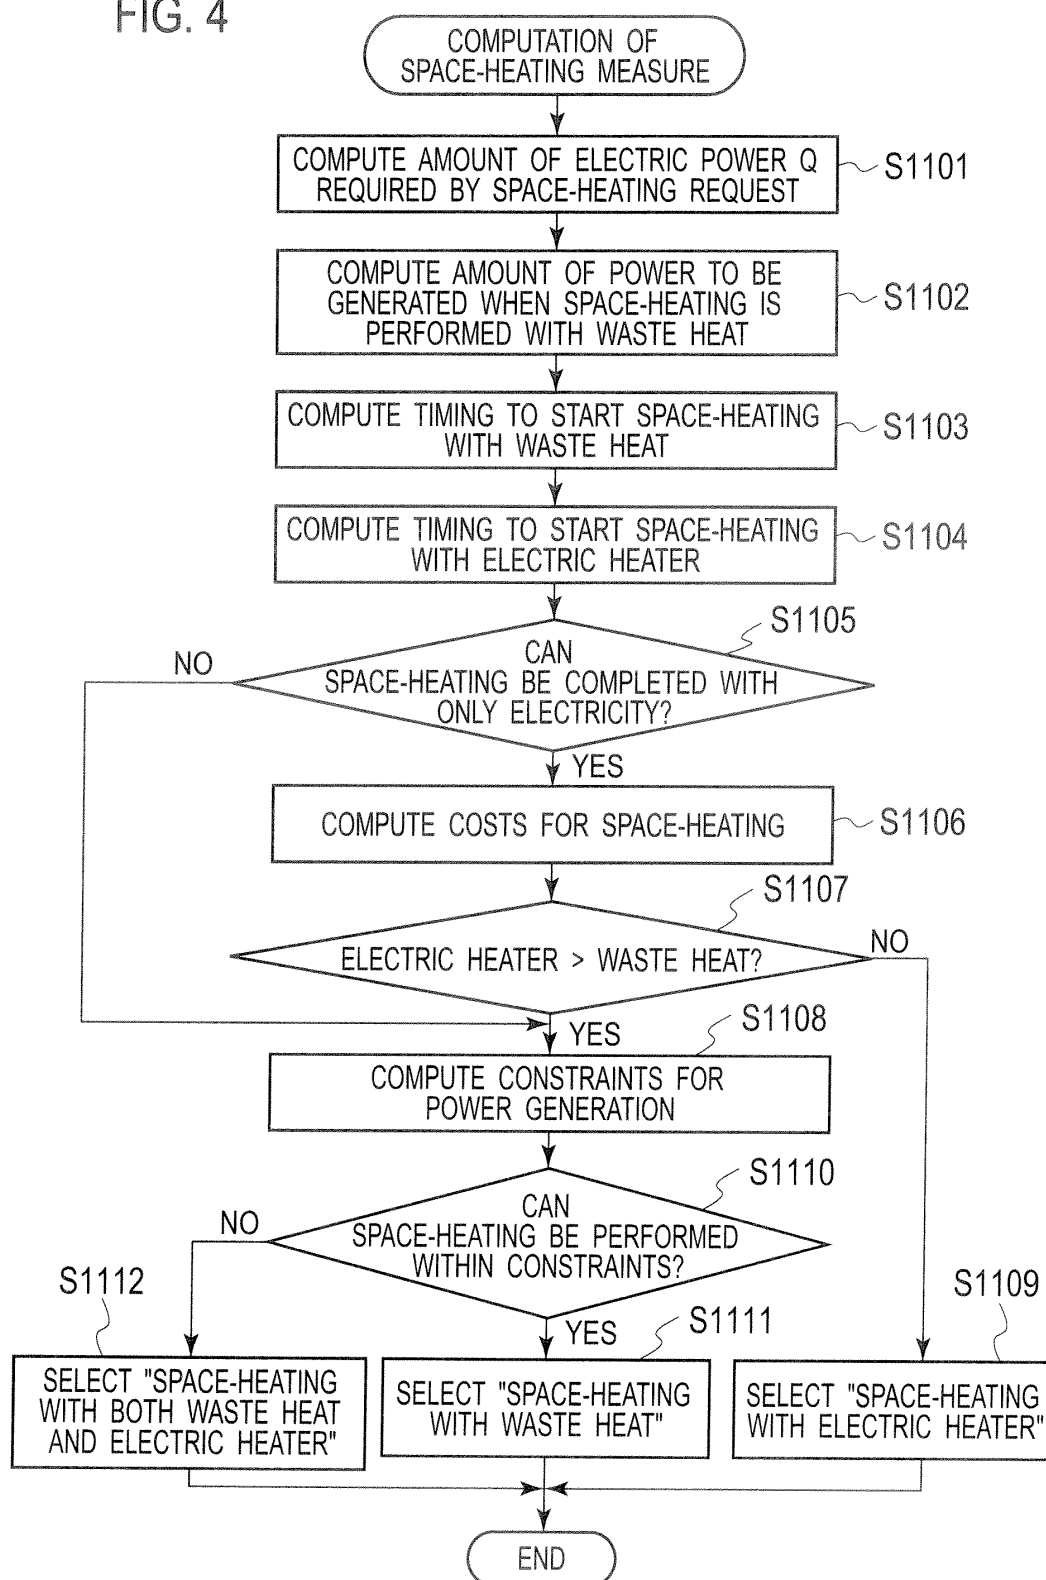 FIG. 4
COMPUTATION OF
SPACE-HEATING MEASURE
COMPUTE AMOUNT OF ELECTRIC POWER Q
REQUIRED BY SPACE-HEATING REQUEST
S1101
COMPUTE AMOUNT OF POWER TO BE
GENERATED WHEN SPACE-HEATING IS
PERFORMED WITH WASTE HEAT
S1102
COMPUTE TIMING TO START SPACE-HEATING
WITH WASTE HEAT
S1103
COMPUTE TIMING TO START SPACE-HEATING
WITH ELECTRIC HEATER
S1104
S1105
NO
CAN
SPACE-HEATING BE COMPLETED WITH
ONLY ELECTRICITY?
YES
COMPUTE COSTS FOR SPACE-HEATING
S1106
S1107
ELECTRIC HEATER > WASTE HEAT?
NO
YES
S1108
COMPUTE CONSTRAINTS FOR
POWER GENERATION
S1110
NO
CAN
SPACE-HEATING BE PERFORMED
WITHIN CONSTRAINTS?
YES
S1112
SELECT "SPACE-HEATING
WITH BOTH WASTE HEAT
AND ELECTRIC HEATER"
S1111
SELECT "SPACE-HEATING
WITH WASTE HEAT"
S1109
SELECT "SPACE-HEATING
WITH ELECTRIC HEATER"
END